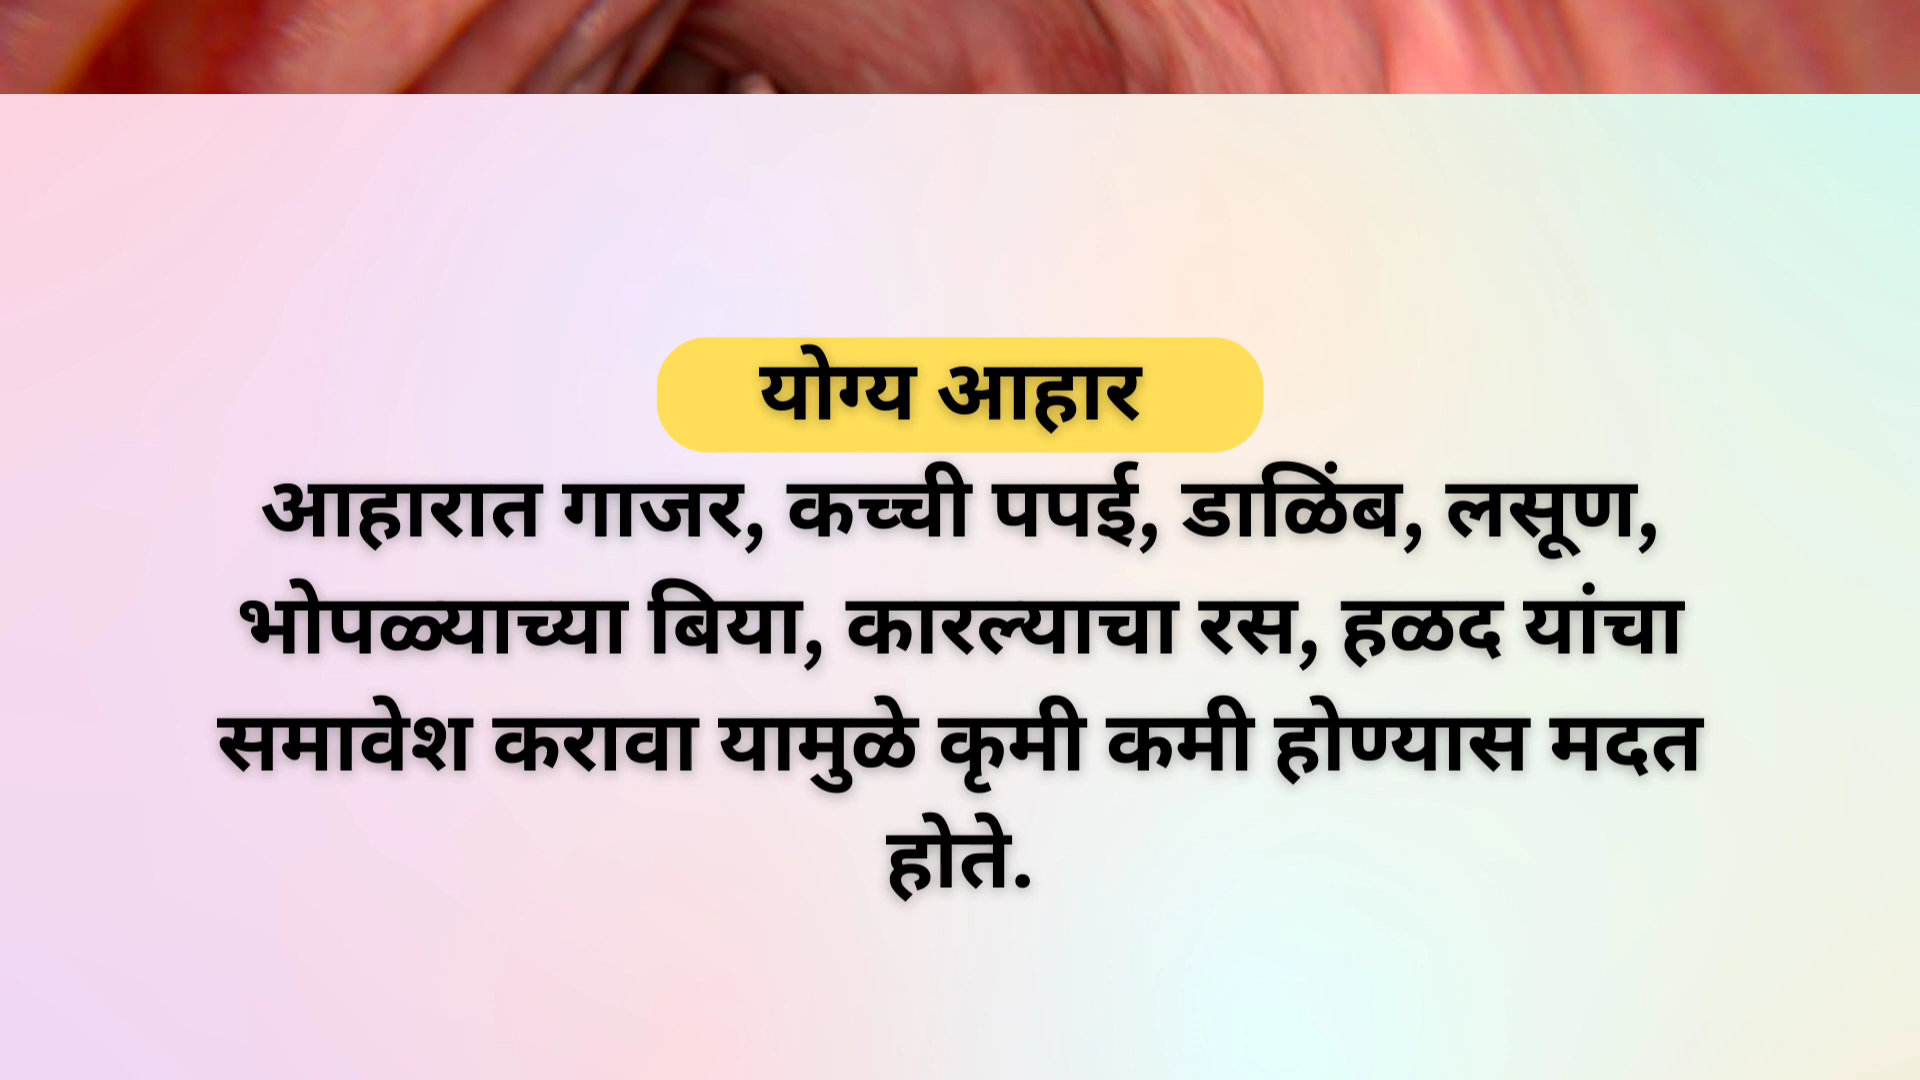 योग्य आहार
आहारात गाजर, कच्ची पपई, डाळिंब, लसूण,
भोपळ्याच्या बिया, कारल्याचा रस, हळद यांचा
समावेश करावा यामुळे कृमी कमी होण्यास मदत
होते.